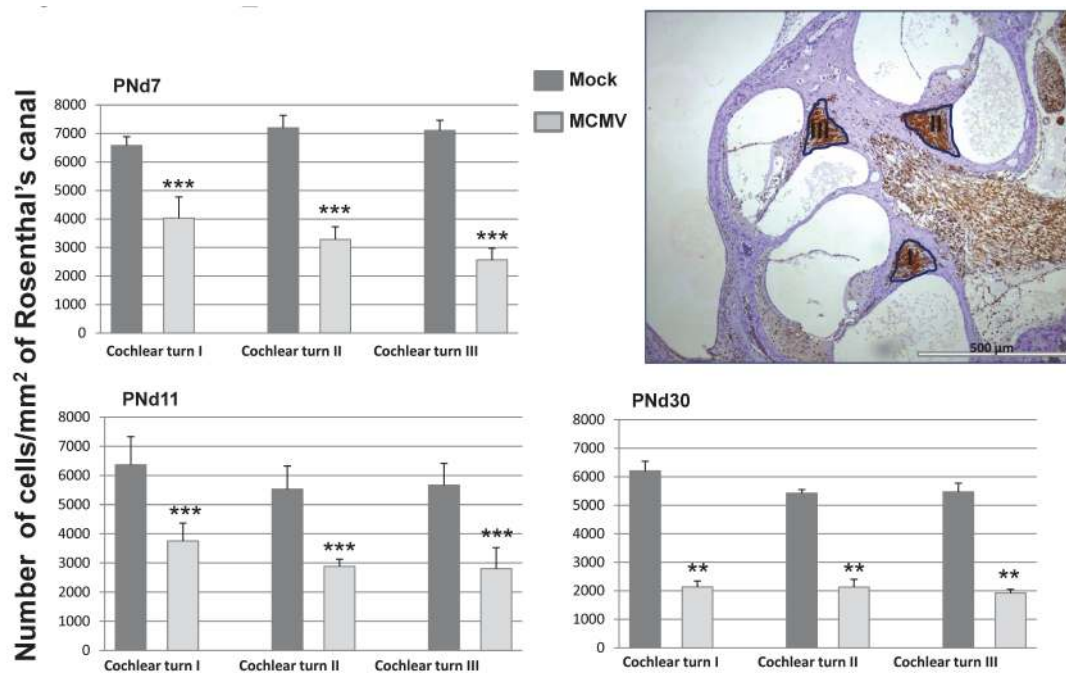 Number of cells/mm² of Rosenthal's canal
PNd7
8000
7000
6000
5000
4000
3000
2000
1000
0
***
***
***
Cochlear turn I
Cochlear turn II
Cochlear turn III
Mock
MCMV
III
II
I
500 µm
PNd11
8000
7000
6000
5000
4000
3000
2000
1000
0
***
***
***
Cochlear turn I
Cochlear turn II
Cochlear turn III
PNd30
8000
7000
6000
5000
4000
3000
2000
1000
0
**
**
**
Cochlear turn I
Cochlear turn II
Cochlear turn III